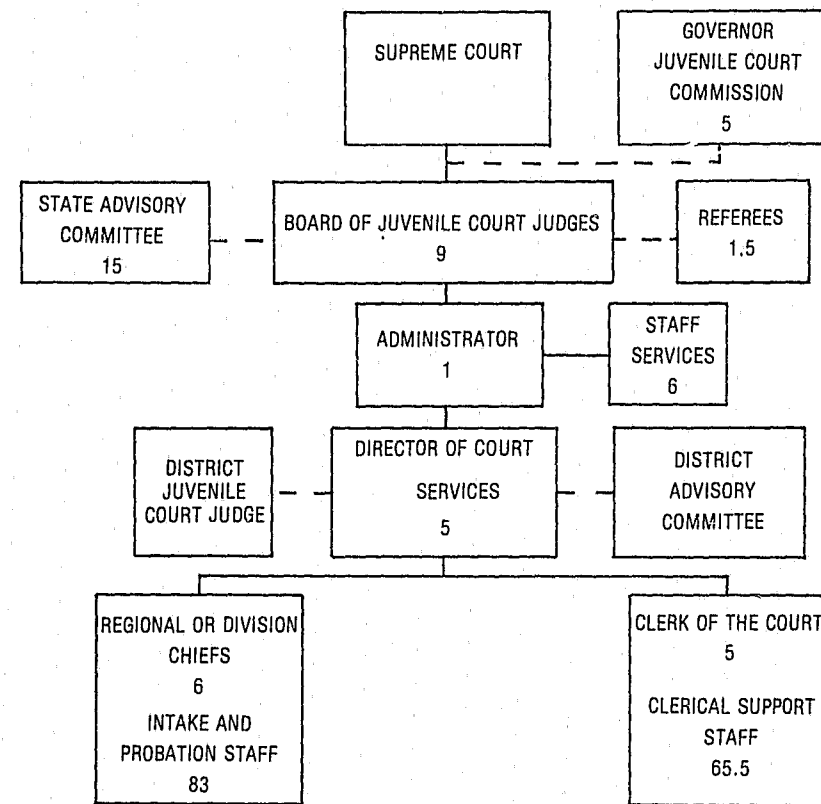 SUPREME COURT
GOVERNOR
JUVENILE COURT
COMMISSION
5
STATE ADVISORY
COMMITTEE
15
BOARD OF JUVENILE COURT JUDGES
9
REFEREES
1.5
ADMINISTRATOR
1
STAFF
SERVICES
6
DISTRICT
JUVENILE
COURT JUDGE
DIRECTOR OF COURT
SERVICES
5
DISTRICT
ADVISORY
COMMITTEE
REGIONAL OR DIVISION
CHIEFS
6
INTAKE AND
PROBATION STAFF
83
CLERK OF THE COURT
5
CLERICAL SUPPORT
STAFF
65.5